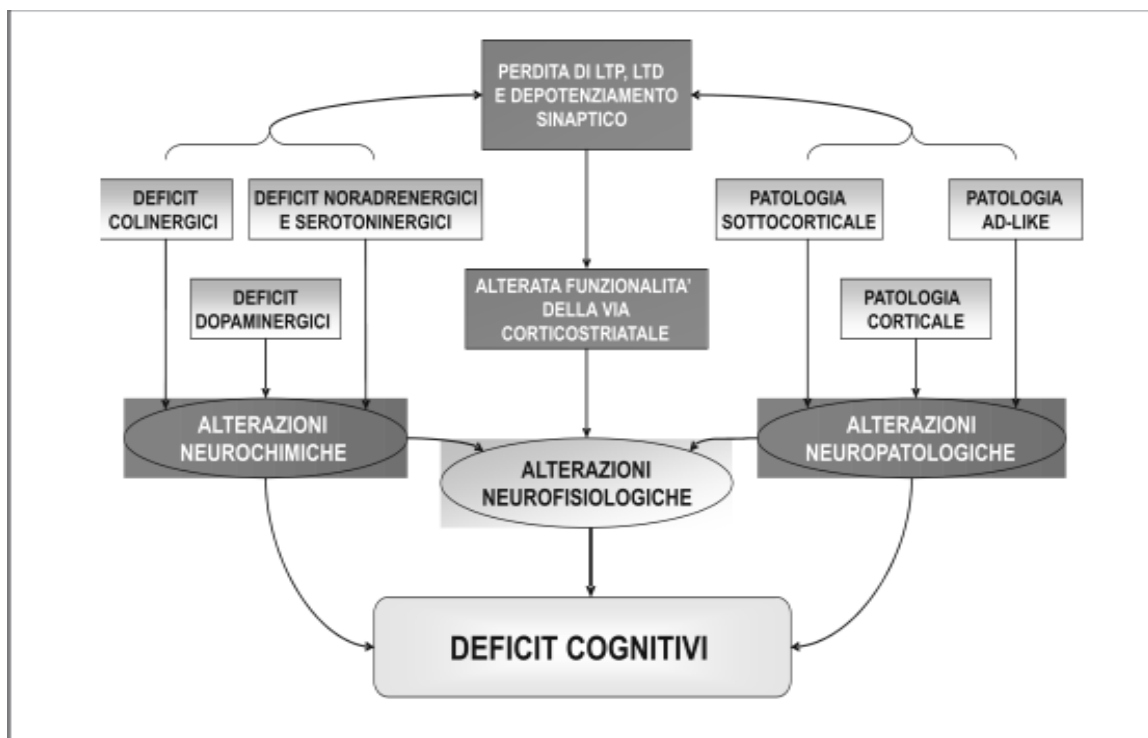 PERDITA DI LTP, LTD
E DEPOTENZIAMENTO
SINAPTICO
DEFICIT
COLINERGICI
DEFICIT NORADRENERGICI
E SEROTONINERGICI
PATOLOGIA
SOTTOCORTICALE
PATOLOGIA
AD-LIKE
DEFICIT
DOPAMINERGICI
ALTERATA FUNZIONALITA'
DELLA VIA
CORTICOSTRIATALE
PATOLOGIA
CORTICALE
ALTERAZIONI
NEUROCHIMICHE
ALTERAZIONI
NEUROFISIOLOGICHE
ALTERAZIONI
NEUROPATOLOGICHE
DEFICIT COGNITIVI